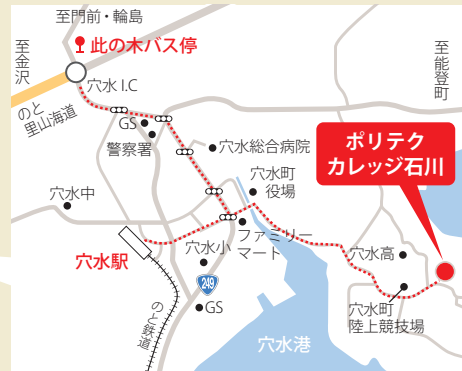 至門前・輪島
至金沢
此の木バス停
至能登町
穴水 I.C
のと
里山海道
GS
警察署
穴水総合病院
ポリテク
カレッジ石川
穴水町
役場
穴水中
ファミリー
マート
穴水高
穴水駅
穴水小
249
GS
のと鉄道
穴水町
陸上競技場
穴水港